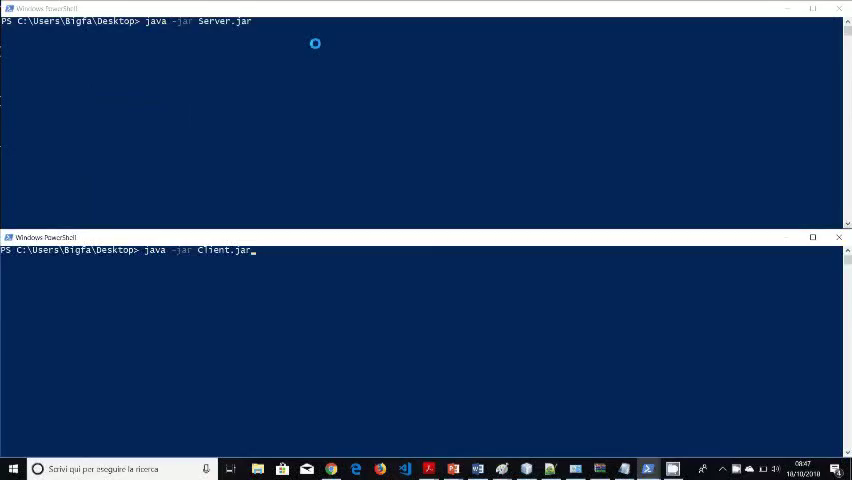 Windows PowerShell
PS C:\Users\Bigfa\Desktop> java -jar Server.jar
Windows PowerShell
PS C:\Users\Bigfa\Desktop> java -jar Client.jar
Scrivi qui per eseguire la ricerca
08:47
18/10/2018
4